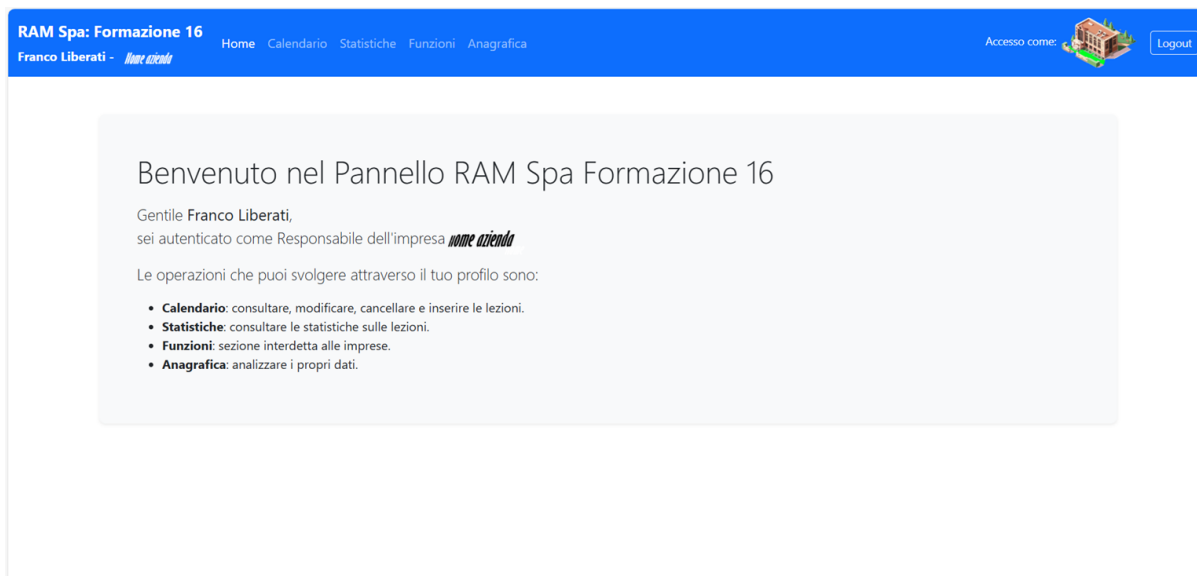 RAM Spa: Formazione 16
Franco Liberati - Nome azienda
Home Calendario Statistiche Funzioni Anagrafica
Accesso come:
Logout
Benvenuto nel Pannello RAM Spa Formazione 16
Gentile Franco Liberati,
sei autenticato come Responsabile dell'impresa Nome azienda
Le operazioni che puoi svolgere attraverso il tuo profilo sono:
• Calendario: consultare, modificare, cancellare e inserire le lezioni.
• Statistiche: consultare le statistiche sulle lezioni.
• Funzioni: sezione interdetta alle imprese.
• Anagrafica: analizzare i propri dati.